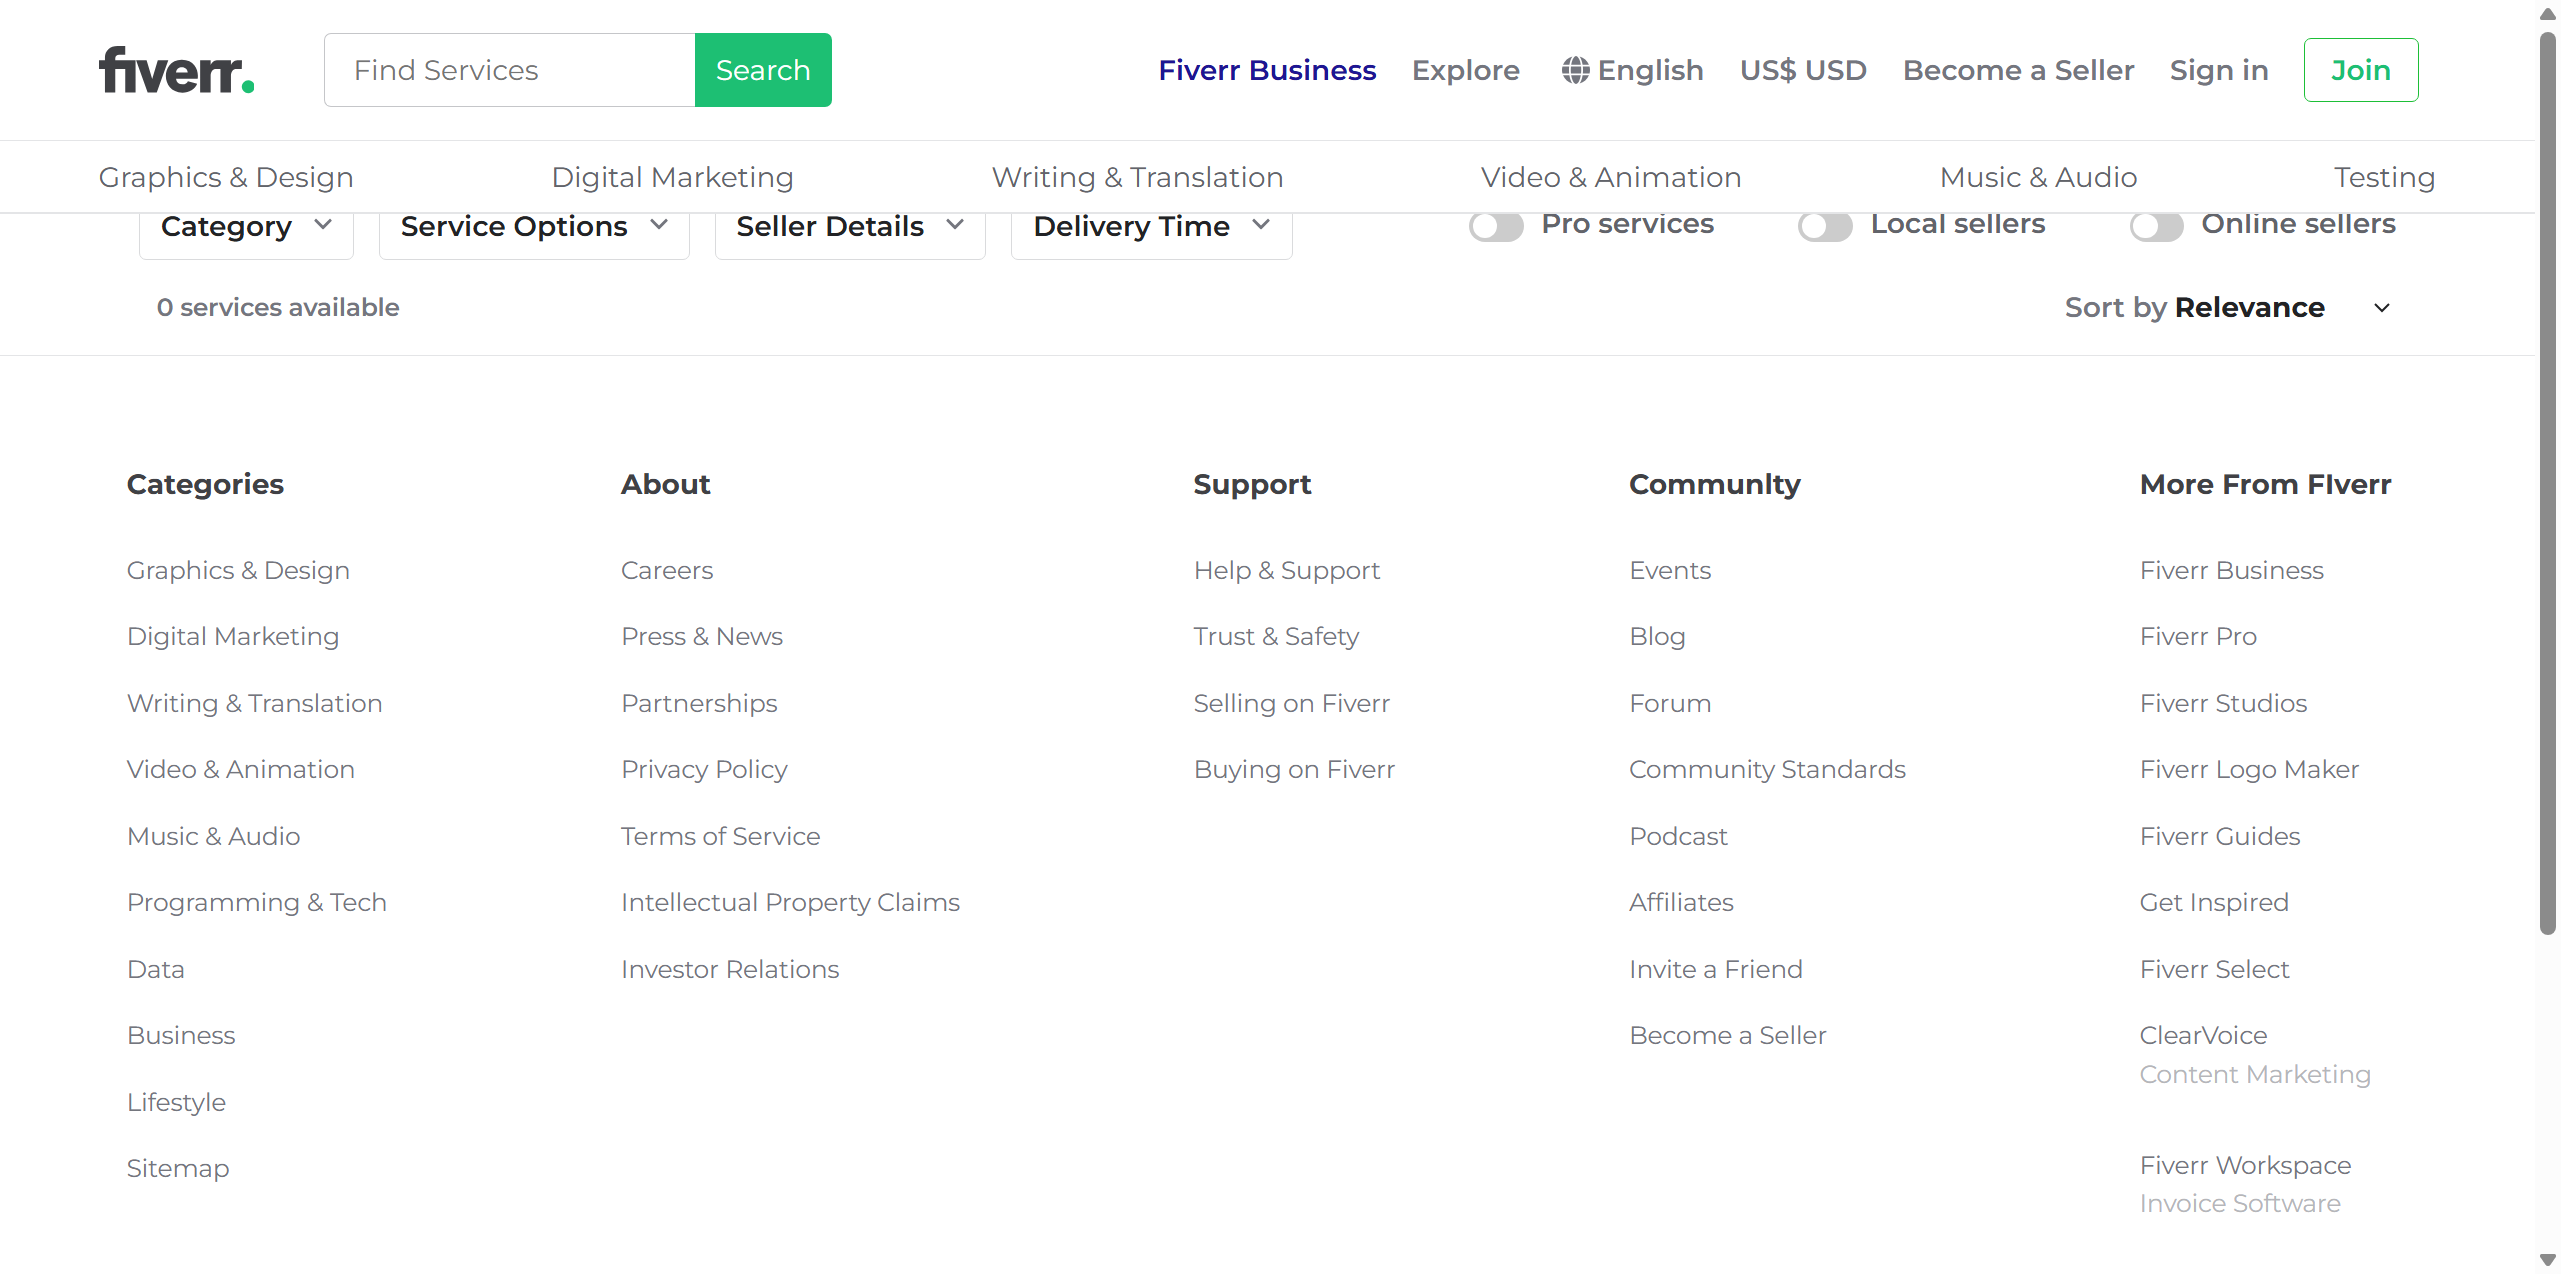 fiverr.
Find Services
Search
Fiverr Business
Explore
English
US$ USD
Become a Seller
Sign in
Join
Graphics & Design
Digital Marketing
Writing & Translation
Video & Animation
Music & Audio
Testing
Category
Service Options
Seller Details
Delivery Time
Pro services
Local sellers
Online sellers
0 services available
Sort by Relevance
Categories
Graphics & Design
Digital Marketing
Writing & Translation
Video & Animation
Music & Audio
Programming & Tech
Data
Business
Lifestyle
Sitemap
About
Careers
Press & News
Partnerships
Privacy Policy
Terms of Service
Intellectual Property Claims
Investor Relations
Support
Help & Support
Trust & Safety
Selling on Fiverr
Buying on Fiverr
Communlty
Events
Blog
Forum
Community Standards
Podcast
Affiliates
Invite a Friend
Become a Seller
More From FIverr
Fiverr Business
Fiverr Pro
Fiverr Studios
Fiverr Logo Maker
Fiverr Guides
Get Inspired
Fiverr Select
ClearVoice
Content Marketing
Fiverr Workspace
Invoice Software